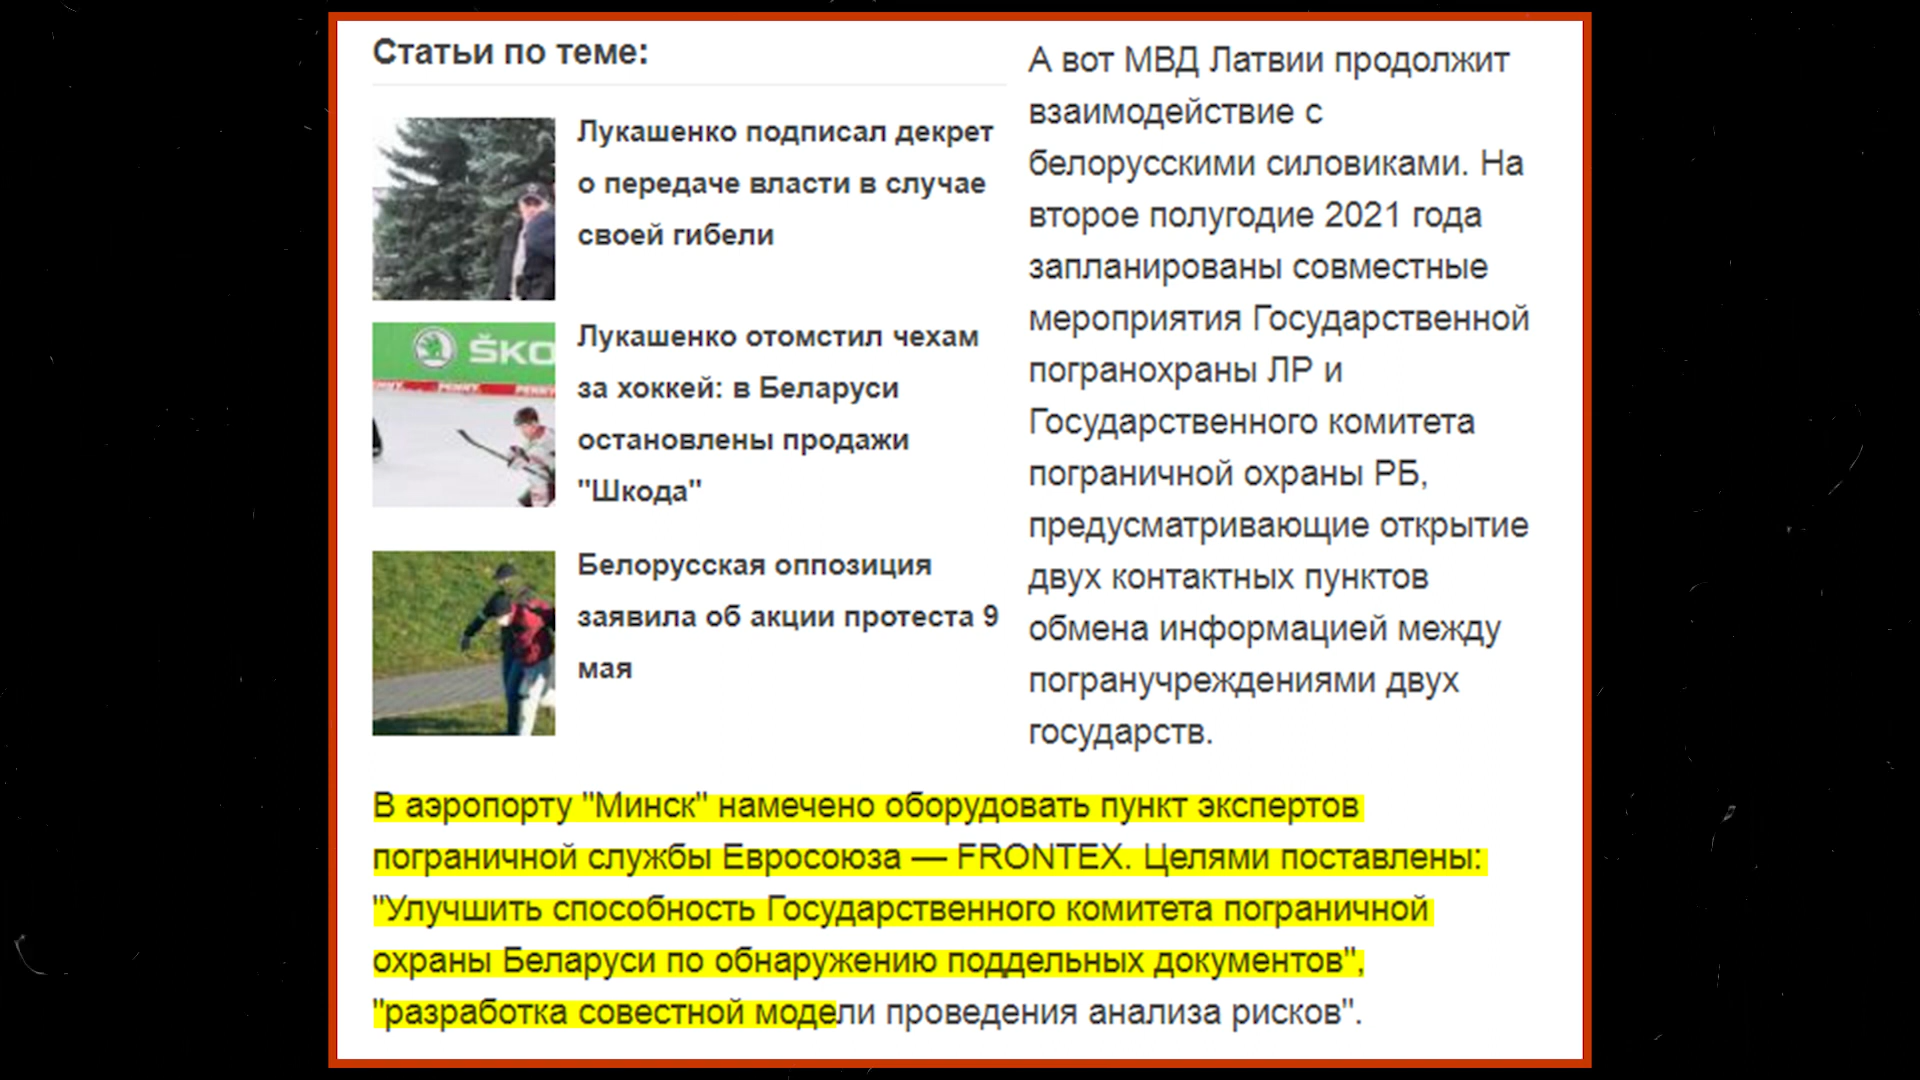 Статьи по теме:
Лукашенко подписал декрет
о передаче власти в случае
своей гибели
ŠKO
PENNY
PENNY
Лукашенко отомстил чехам
за хоккей: в Беларуси
остановлены продажи
"Шкода"
Белорусская оппозиция
заявила об акции протеста 9
мая
А вот МВД Латвии продолжит
взаимодействие с
белорусскими силовиками. На
второе полугодие 2021 года
запланированы совместные
мероприятия Государственной
погранохраны ЛР и
Государственного комитета
пограничной охраны РБ,
предусматривающие открытие
двух контактных пунктов
обмена информацией между
погранучреждениями двух
государств.
В аэропорту "Минск" намечено оборудовать пункт экспертов
пограничной службы Евросоюза — FRONTEX. Целями поставлены:
"Улучшить способность Государственного комитета пограничной
охраны Беларуси по обнаружению поддельных документов",
"разработка совестной модели проведения анализа рисков".